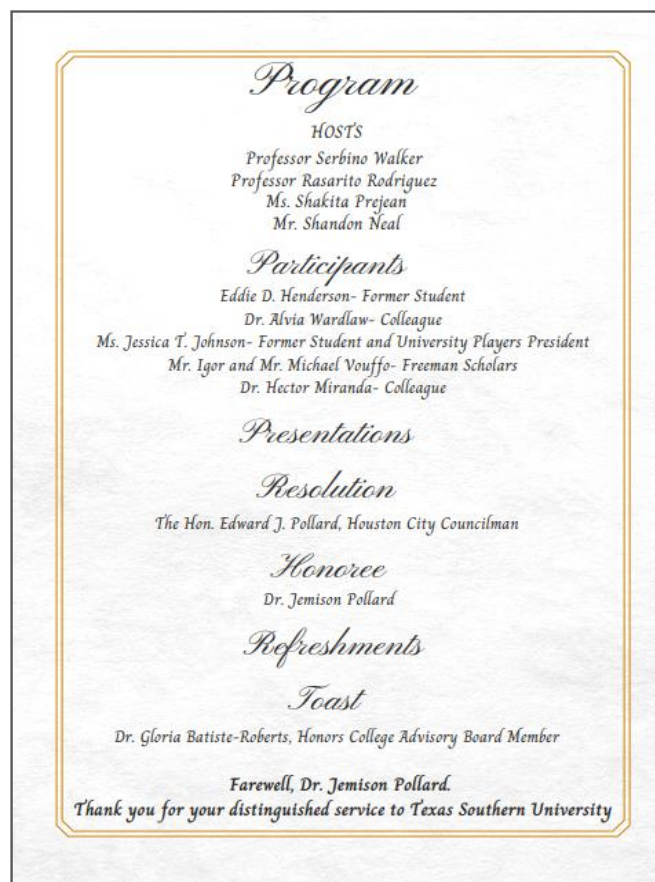 Program
HOSTS
Professor Serbino Walker
Professor Rasarito Rodriguez
Ms. Shakita Prejean
Mr. Shandon Neal
Participants
Eddie D. Henderson- Former Student
Dr. Alvia Wardlaw- Colleague
Ms. Jessica T. Johnson- Former Student and University Players President
Mr. Igor and Mr. Michael Vouffo- Freeman Scholars
Dr. Hector Miranda- Colleague
Presentations
Resolution
The Hon. Edward J. Pollard, Houston City Councilman
Honoree
Dr. Jemison Pollard
Refreshments
Toast
Dr. Gloria Batiste-Roberts, Honors College Advisory Board Member
Farewell, Dr. Jemison Pollard.
Thank you for your distinguished service to Texas Southern University